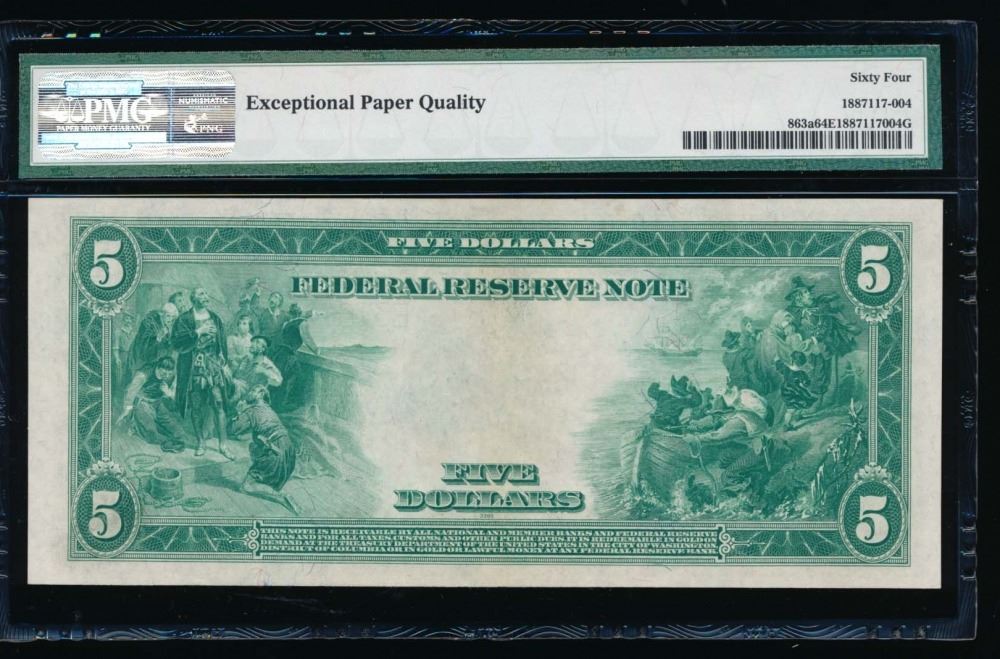 PMG
PAPER MONEY GUARANTY
NUMISMATIC
PNG
Exceptional Paper Quality
Sixty Four
1887117-004
863a64E1887117004G
5
FIVE DOLLARS
5
FEDERAL RESERVE NOTE
FIVE
DOLLARS
5
5
THIS NOTE IS RECEIVABLE BY ALL NATIONAL AND MEMBER BANKS AND FEDERAL RESERVE
BANKS AND FOR ALL TAXES, CUSTOMS AND OTHER PUBLIC DUES. IT IS REDEEMABLE IN GOLD ON
DEMAND AT THE TREASURY DEPARTMENT OF THE UNITED STATES IN THE CITY OF WASHINGTON,
DISTRICT OF COLUMBIA OR IN GOLD OR LAWFUL MONEY AT ANY FEDERAL RESERVE BANK.